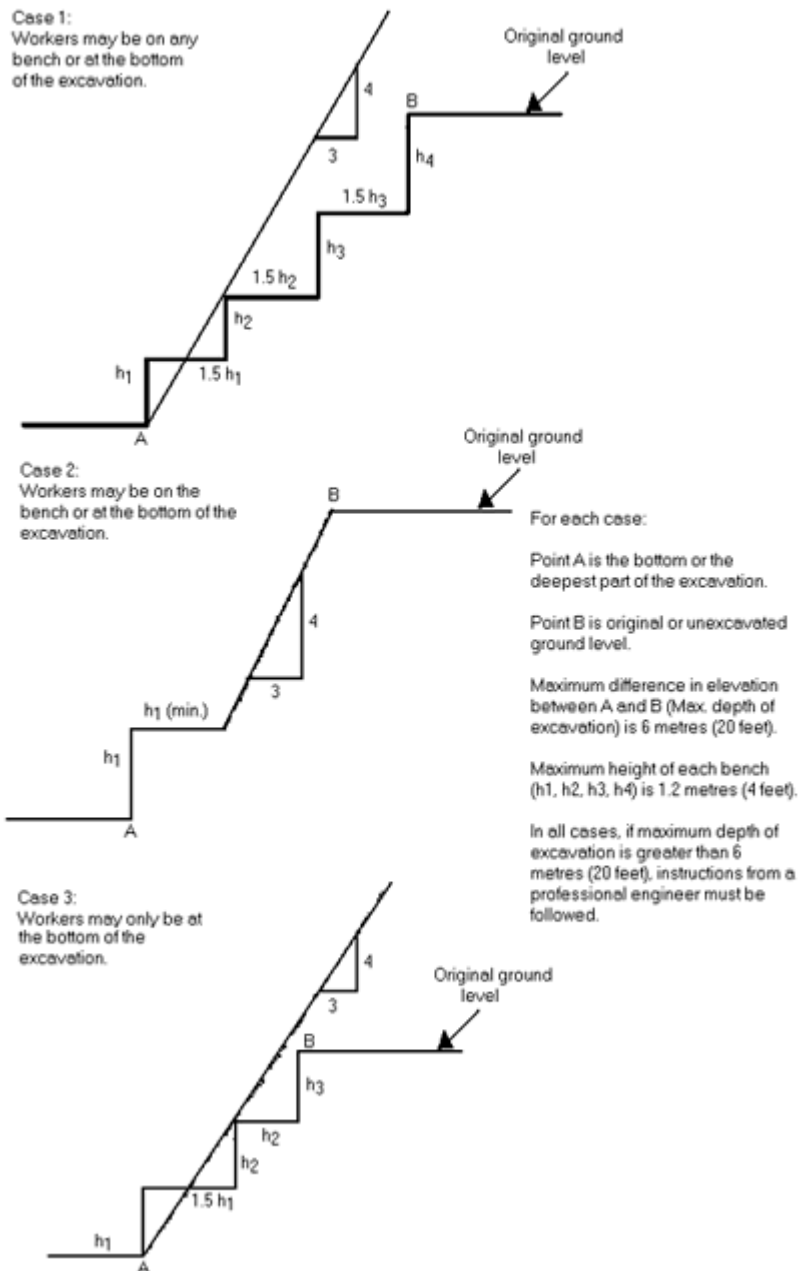 Case 1:
Workers may be on any
bench or at the bottom
of the excavation.
Original ground
level
4
3
B
h4
1.5 h3
h3
1.5 h2
h2
h1
1.5 h1
A
Case 2:
Workers may be on the
bench or at the bottom of the
excavation.
Original ground
level
B
4
3
h1 (min.)
h1
A
For each case:
Point A is the bottom or the
deepest part of the excavation.
Point B is original or unexcavated
ground level.
Maximum difference in elevation
between A and B (Max. depth of
excavation) is 6 metres (20 feet).
Maximum height of each bench
(h1, h2, h3, h4) is 1.2 metres (4 feet).
In all cases, if maximum depth of
excavation is greater than 6
metres (20 feet), instructions from a
professional engineer must be
followed.
Case 3:
Workers may only be at
the bottom of the
excavation.
4
3
Original ground
level
B
h3
h2
h2
1.5 h1
h1
A